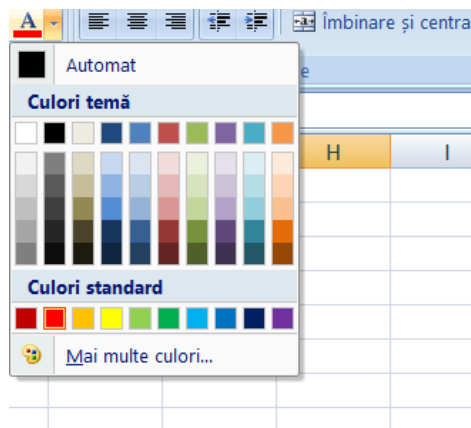 A Îmbinare și centra
Automat
e
Culori temă
H I
Culori standard
Mai multe culori...